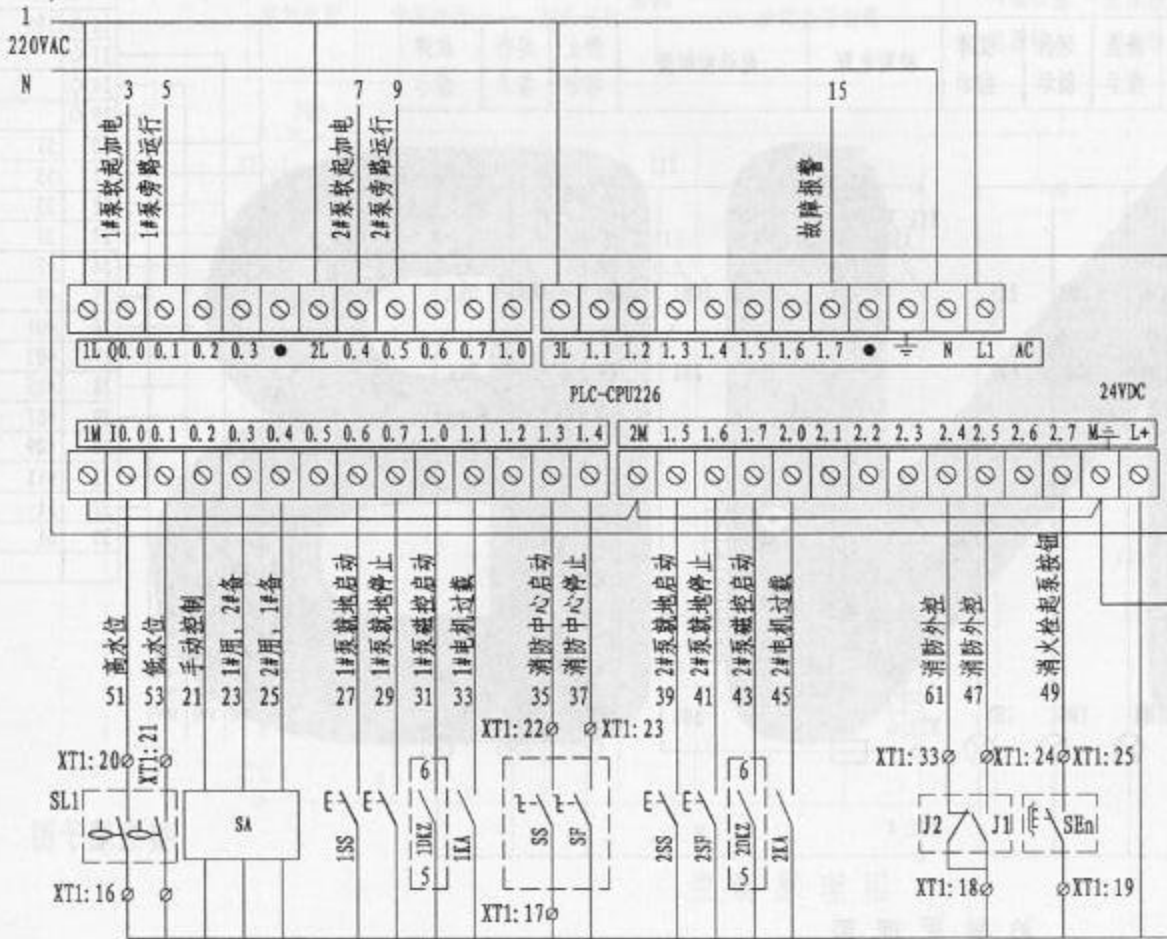 1
220VAC
N
3 5 7 9 15
1#泵软起加电
1#泵旁路运行
2#泵软起加电
2#泵旁路运行
故障报警
1L Q0.0 0.1 0.2 0.3 ● 2L 0.4 0.5 0.6 0.7 1.0 3L 1.1 1.2 1.3 1.4 1.5 1.6 1.7 ● ⏚ N L1 AC
PLC-CPU226
24VDC
1M I0.0 0.1 0.2 0.3 0.4 0.5 0.6 0.7 1.0 1.1 1.2 1.3 1.4 2M 1.5 1.6 1.7 2.0 2.1 2.2 2.3 2.4 2.5 2.6 2.7 M L+
高水位
低水位
手动控制
1#用，2#备
2#用，1#备
1#泵就地启动
1#泵就地停止
1#泵磁控启动
1#电机过载
消防中心启动
消防中心停止
2#泵就地启动
2#泵就地停止
2#泵磁控启动
2#电机过载
消防外控
消防外控
消火栓起泵按钮
51 53 21 23 25 27 29 31 33 35 37 39 41 43 45 61 47 49
XT1:20 XT1:21 XT1:22 XT1:23 XT1:33 XT1:24 XT1:25
6 6
SL1 SA 1SS 1DKZ 1KA SS SF 2SS 2SF 2DKZ 2KA J2 J1 SEn
5 5
XT1:16 XT1:17 XT1:18 XT1:19